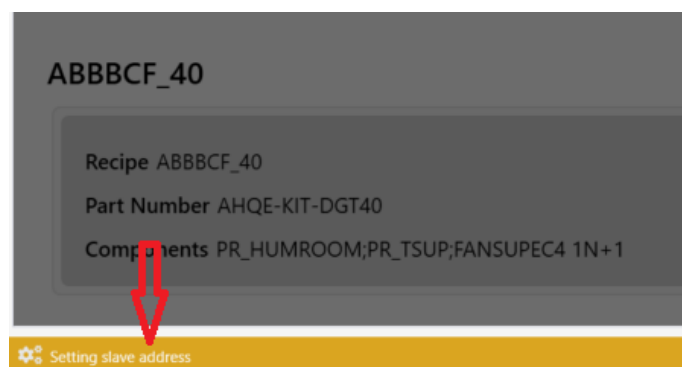 ABBBCF_40
Recipe ABBBCF_40
Part Number AHQE-KIT-DGT40
Components PR_HUMROOM;PR_TSUP;FANSUPEC4 1N+1
Setting slave address